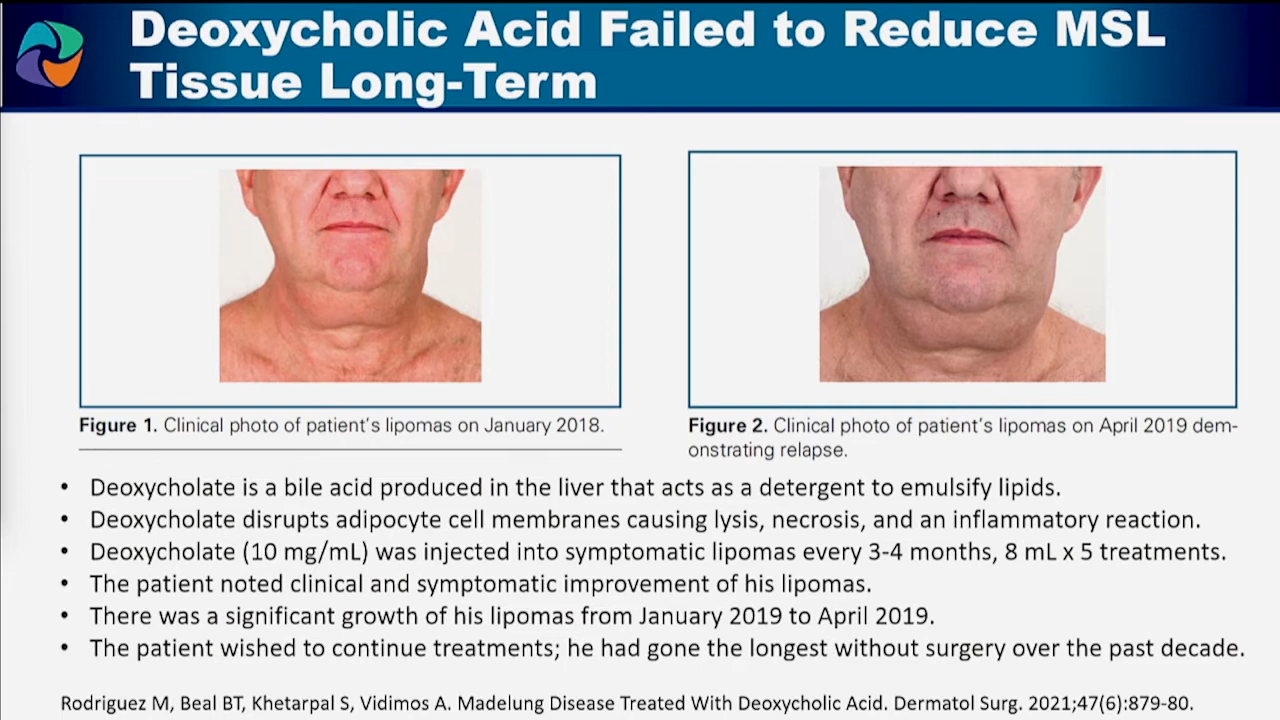 Deoxycholic Acid Failed to Reduce MSL
Tissue Long-Term
Figure 1. Clinical photo of patient's lipomas on January 2018.
Figure 2. Clinical photo of patient's lipomas on April 2019 dem-
onstrating relapse.
• Deoxycholate is a bile acid produced in the liver that acts as a detergent to emulsify lipids.
• Deoxycholate disrupts adipocyte cell membranes causing lysis, necrosis, and an inflammatory reaction.
• Deoxycholate (10 mg/mL) was injected into symptomatic lipomas every 3-4 months, 8 mL x 5 treatments.
• The patient noted clinical and symptomatic improvement of his lipomas.
• There was a significant growth of his lipomas from January 2019 to April 2019.
• The patient wished to continue treatments; he had gone the longest without surgery over the past decade.
Rodriguez M, Beal BT, Khetarpal S, Vidimos A. Madelung Disease Treated With Deoxycholic Acid. Dermatol Surg. 2021;47(6):879-80.